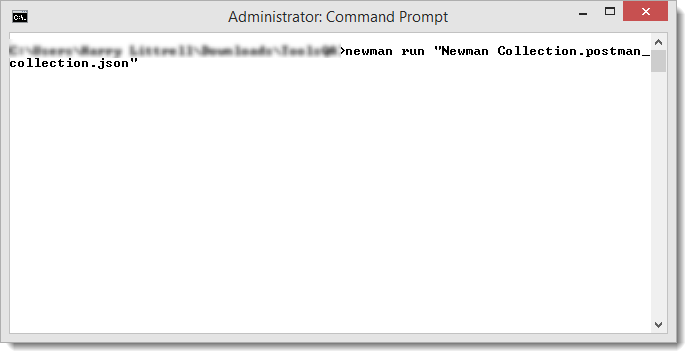 Administrator: Command Prompt
>newman run "Newman Collection.postman_
collection.json"